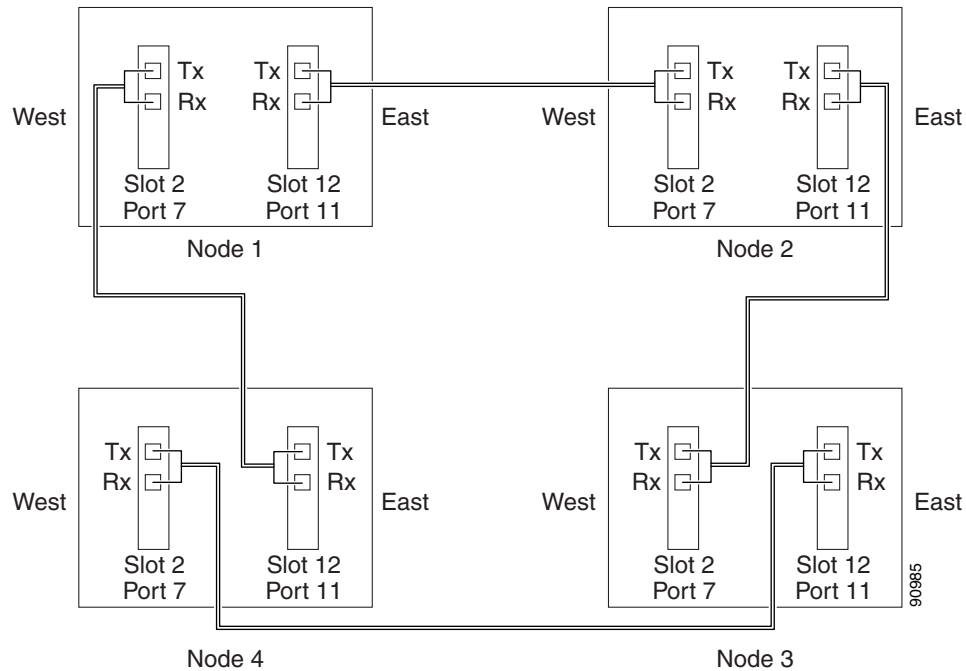 Tx
Rx
Tx
Rx
West
East
Slot 2
Port 7
Slot 12
Port 11
Node 1
Tx
Rx
Tx
Rx
West
East
Slot 2
Port 7
Slot 12
Port 11
Node 2
Tx
Rx
Tx
Rx
West
East
Slot 2
Port 7
Slot 12
Port 11
Node 4
Tx
Rx
Tx
Rx
West
East
Slot 2
Port 7
Slot 12
Port 11
Node 3
90985